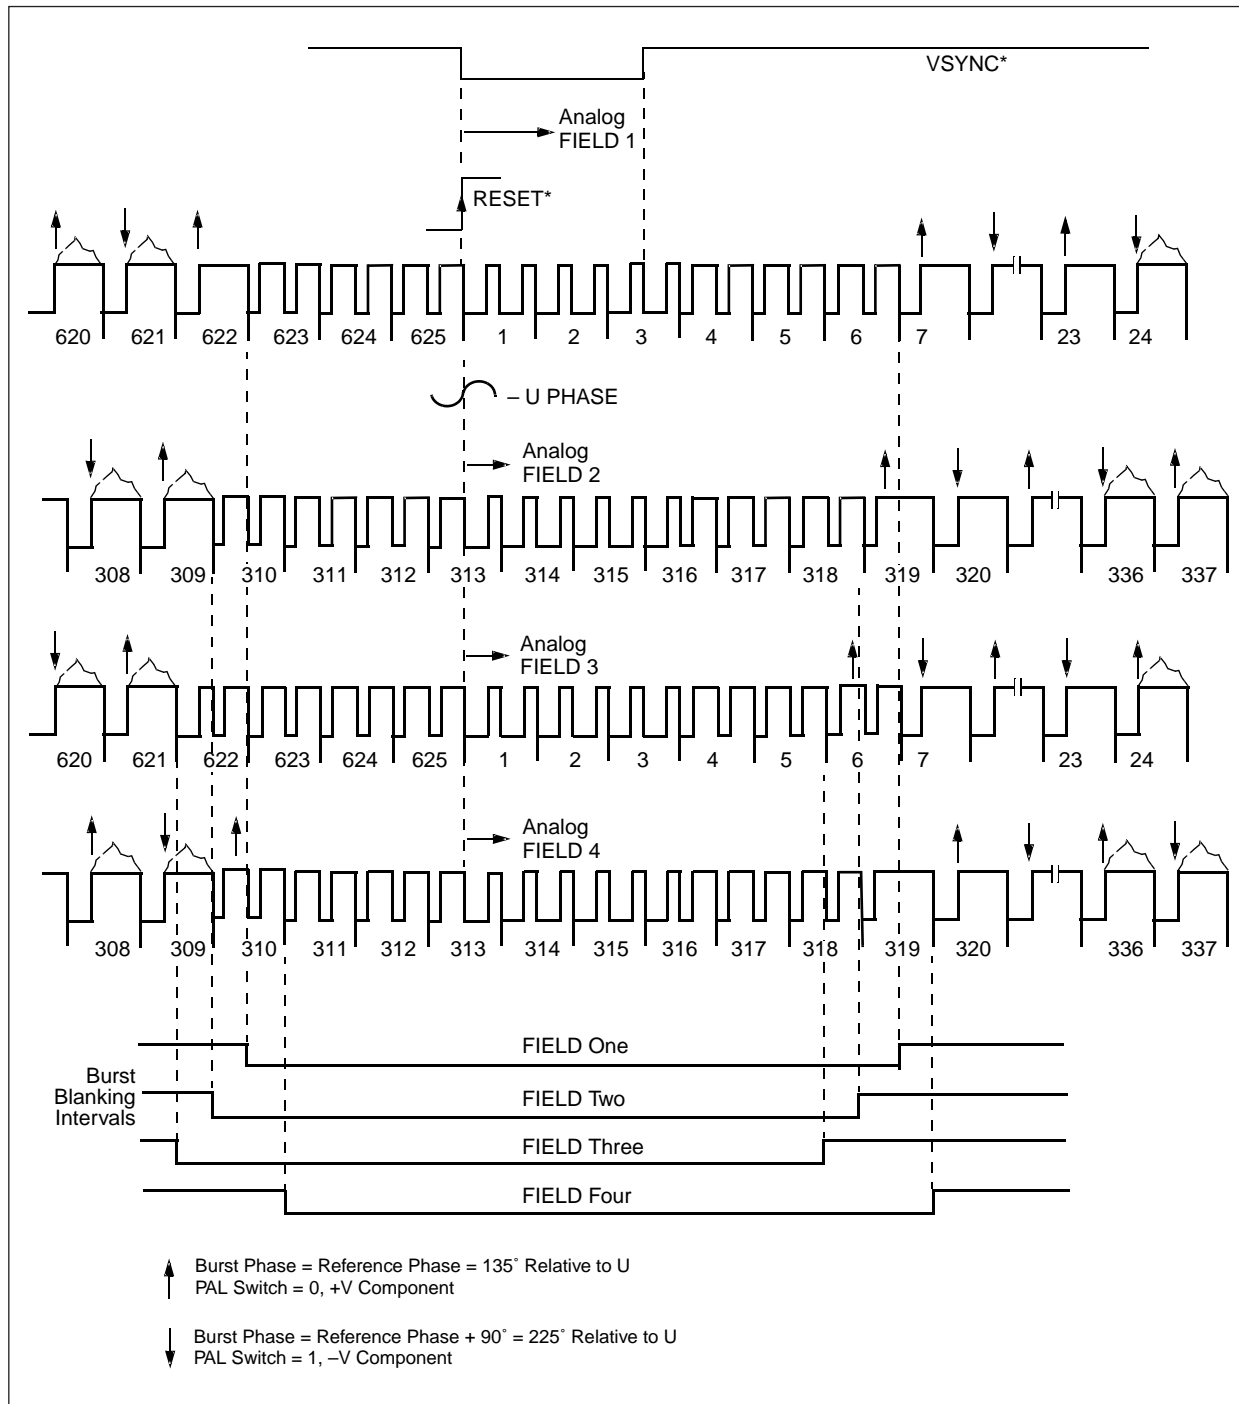 VSYNC*
Analog
FIELD 1
RESET*
620 621 622 623 624 625 1 2 3 4 5 6 7 23 24
– U PHASE
Analog
FIELD 2
308 309 310 311 312 313 314 315 316 317 318 319 320 336 337
Analog
FIELD 3
620 621 622 623 624 625 1 2 3 4 5 6 7 23 24
Analog
FIELD 4
308 309 310 311 312 313 314 315 316 317 318 319 320 336 337
Burst
Blanking
Intervals
FIELD One
FIELD Two
FIELD Three
FIELD Four
Burst Phase = Reference Phase = 135° Relative to U
PAL Switch = 0, +V Component
Burst Phase = Reference Phase + 90° = 225° Relative to U
PAL Switch = 1, –V Component